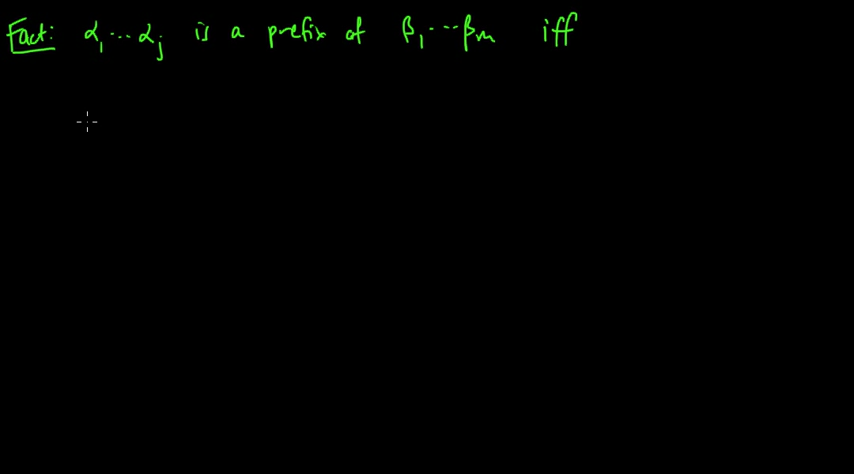 Fact: α₁⋯αⱼ is a prefix of β₁⋯βₘ iff